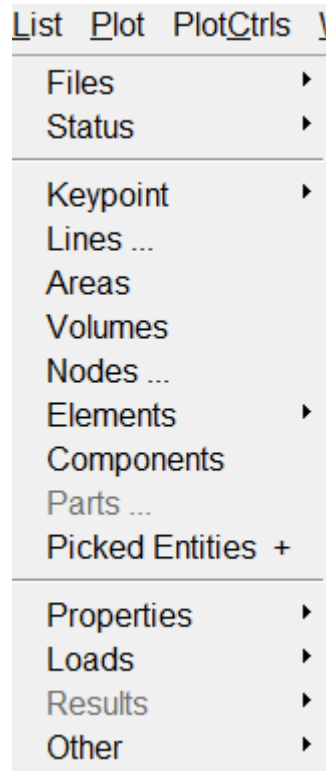 List Plot PlotCtrls
Files
Status
Keypoint
Lines ...
Areas
Volumes
Nodes ...
Elements
Components
Parts ...
Picked Entities +
Properties
Loads
Results
Other